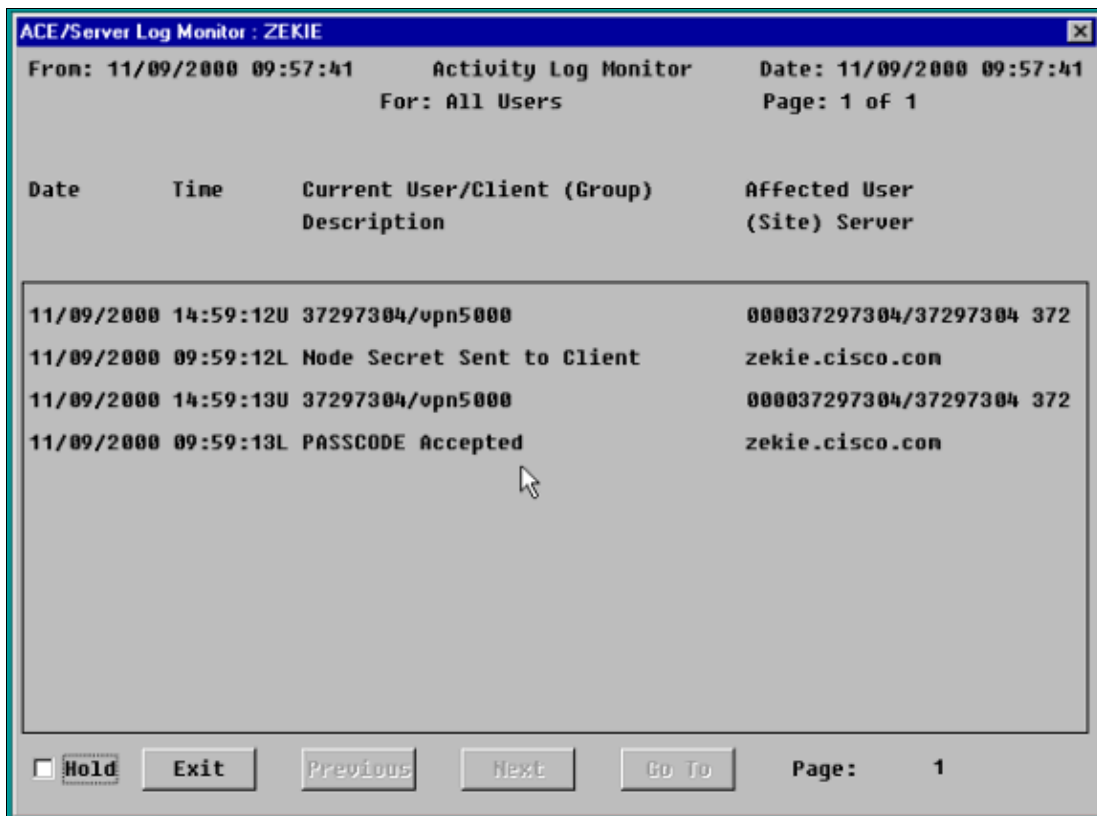 ACE/Server Log Monitor : ZEKIE
From: 11/09/2000 09:57:41 Activity Log Monitor Date: 11/09/2000 09:57:41
For: All Users Page: 1 of 1
Date Time Current User/Client (Group) Affected User
Description (Site) Server
11/09/2000 14:59:12U 37297304/vpn5000 000037297304/37297304 372
11/09/2000 09:59:12L Node Secret Sent to Client zekie.cisco.com
11/09/2000 14:59:13U 37297304/vpn5000 000037297304/37297304 372
11/09/2000 09:59:13L PASSCODE Accepted zekie.cisco.com
Hold Exit Previous Next Go To Page: 1